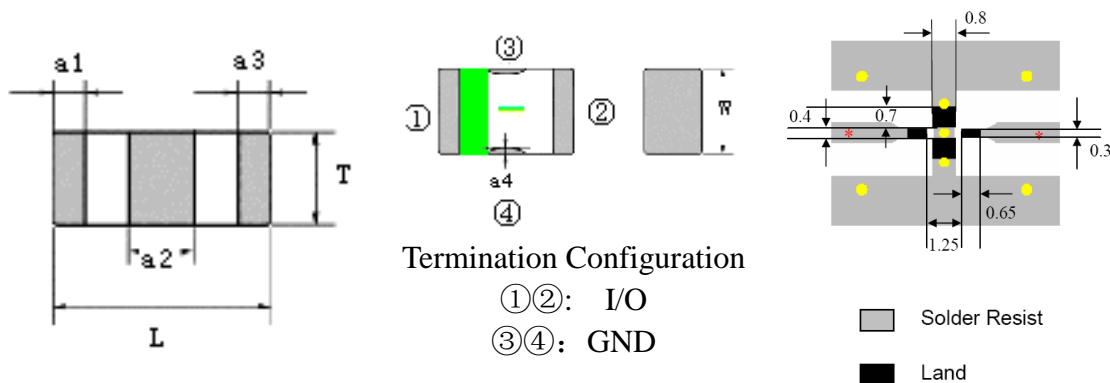 a1
a3
T
a2
L
③
①
②
W
a4
④
Termination Configuration
①②: I/O
③④: GND
0.8
0.4
0.7
*
*
0.3
0.65
1.25
Solder Resist
Land